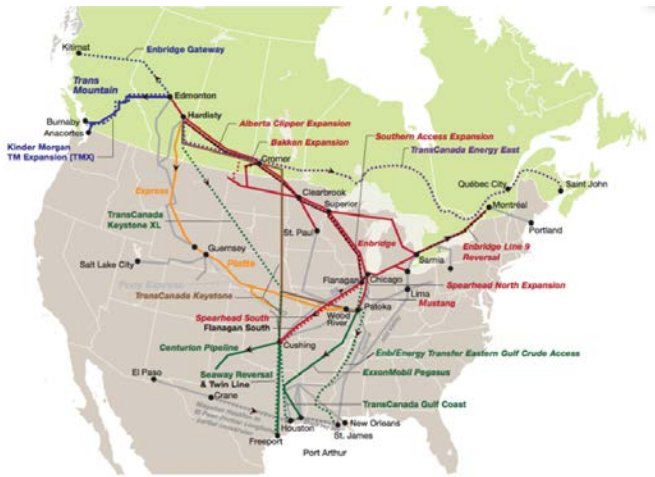 Kitimat
Enbridge Gateway
Trans
Mountain
Edmonton
Hardisty
Burnaby
Anacortes
Alberta Clipper Expansion
Bakken Expansion
Southern Access Expansion
Cromer
TransCanada Energy East
Kinder Morgan
TM Expansion [TMX]
Québec City
Saint John
Express
Clearbrook
Superior
Montréal
TransCanada
Keystone XL
St. Paul
Enbridge
Portland
Enbridge Line 9
Reversal
Guernsey
Sarnia
Salt Lake City
Platte
Flanagan
Chicago
Spearhead North Expansion
Lima
TransCanada Keystone
Mustang
Wood
River
Patoka
Spearhead South
Flanagan South
Cushing
Centurion Pipeline
Enb/Energy Transfer Eastern Gulf Crude Access
Seaway Reversal
& Twin Line
ExxonMobil Pegasus
El Paso
Crane
TransCanada Gulf Coast
New Orleans
Houston
St. James
Freeport
Port Arthur